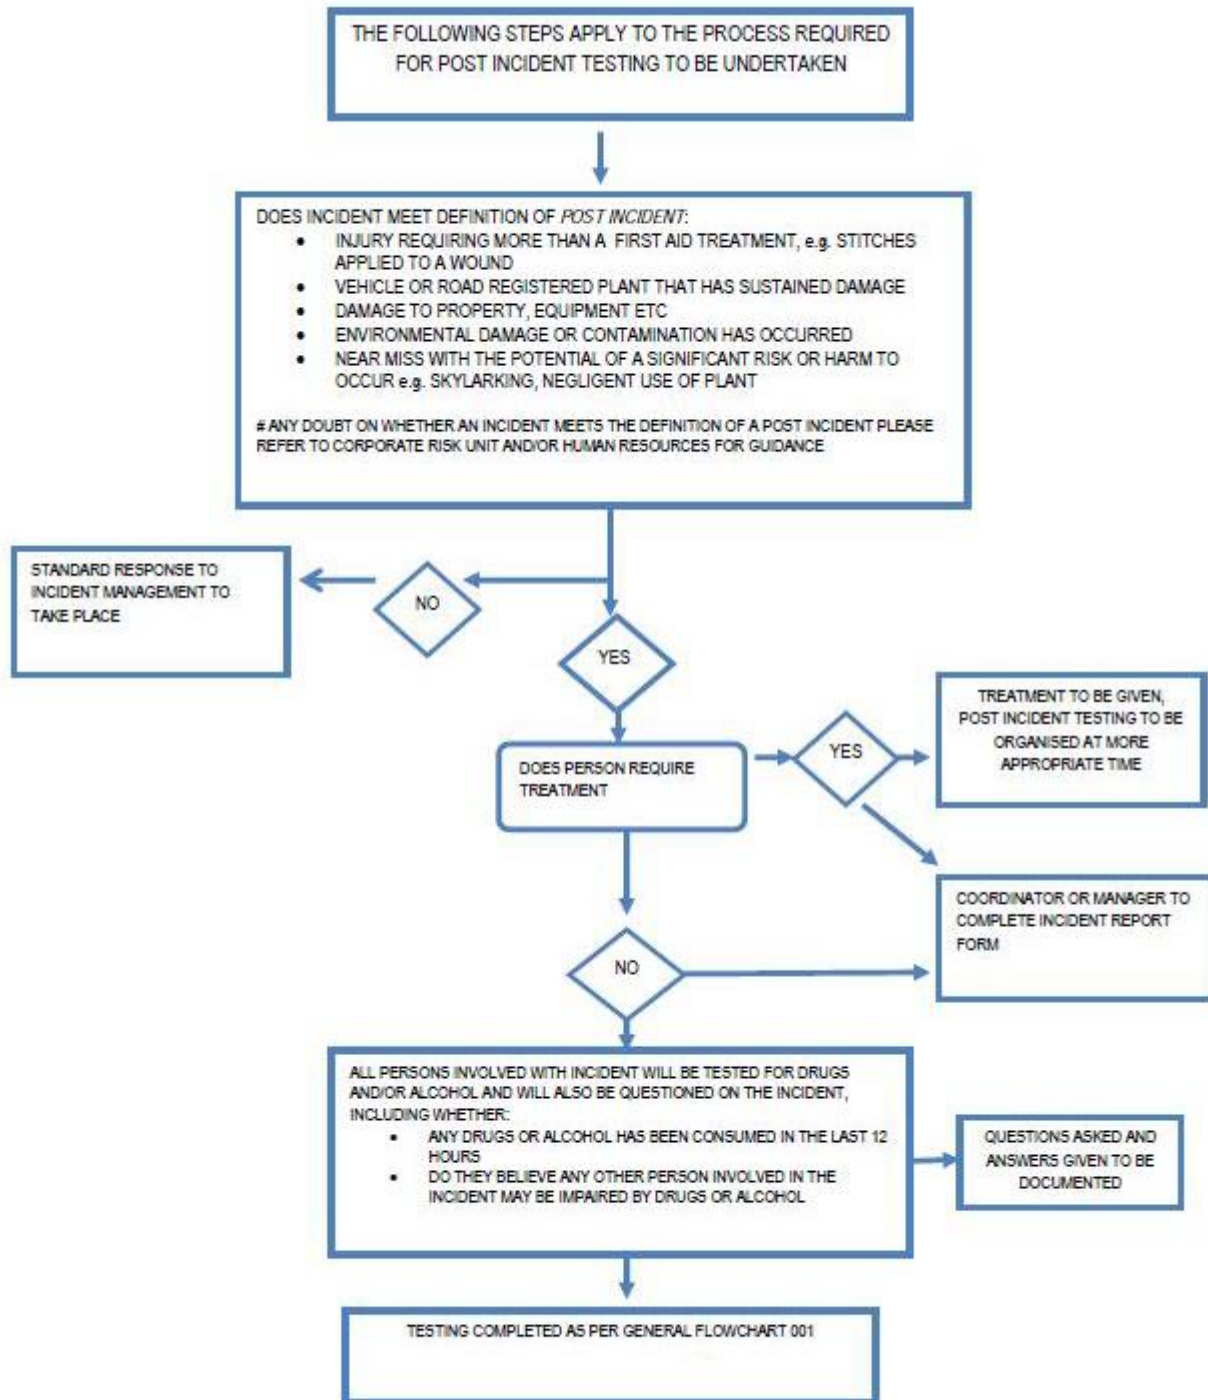 THE FOLLOWING STEPS APPLY TO THE PROCESS REQUIRED
FOR POST INCIDENT TESTING TO BE UNDERTAKEN
DOES INCIDENT MEET DEFINITION OF POST INCIDENT:
• INJURY REQUIRING MORE THAN A FIRST AID TREATMENT, e.g. STITCHES
APPLIED TO A WOUND
• VEHICLE OR ROAD REGISTERED PLANT THAT HAS SUSTAINED DAMAGE
• DAMAGE TO PROPERTY, EQUIPMENT ETC
• ENVIRONMENTAL DAMAGE OR CONTAMINATION HAS OCCURRED
• NEAR MISS WITH THE POTENTIAL OF A SIGNIFICANT RISK OR HARM TO
OCCUR e.g. SKYLARKING, NEGLIGENT USE OF PLANT
# ANY DOUBT ON WHETHER AN INCIDENT MEETS THE DEFINITION OF A POST INCIDENT PLEASE
REFER TO CORPORATE RISK UNIT AND/OR HUMAN RESOURCES FOR GUIDANCE
STANDARD RESPONSE TO
INCIDENT MANAGEMENT TO
TAKE PLACE
NO
YES
DOES PERSON REQUIRE
TREATMENT
YES
TREATMENT TO BE GIVEN,
POST INCIDENT TESTING TO BE
ORGANISED AT MORE
APPROPRIATE TIME
COORDINATOR OR MANAGER TO
COMPLETE INCIDENT REPORT
FORM
NO
ALL PERSONS INVOLVED WITH INCIDENT WILL BE TESTED FOR DRUGS
AND/OR ALCOHOL AND WILL ALSO BE QUESTIONED ON THE INCIDENT,
INCLUDING WHETHER:
• ANY DRUGS OR ALCOHOL HAS BEEN CONSUMED IN THE LAST 12
HOURS
• DO THEY BELIEVE ANY OTHER PERSON INVOLVED IN THE
INCIDENT MAY BE IMPAIRED BY DRUGS OR ALCOHOL
QUESTIONS ASKED AND
ANSWERS GIVEN TO BE
DOCUMENTED
TESTING COMPLETED AS PER GENERAL FLOWCHART 001